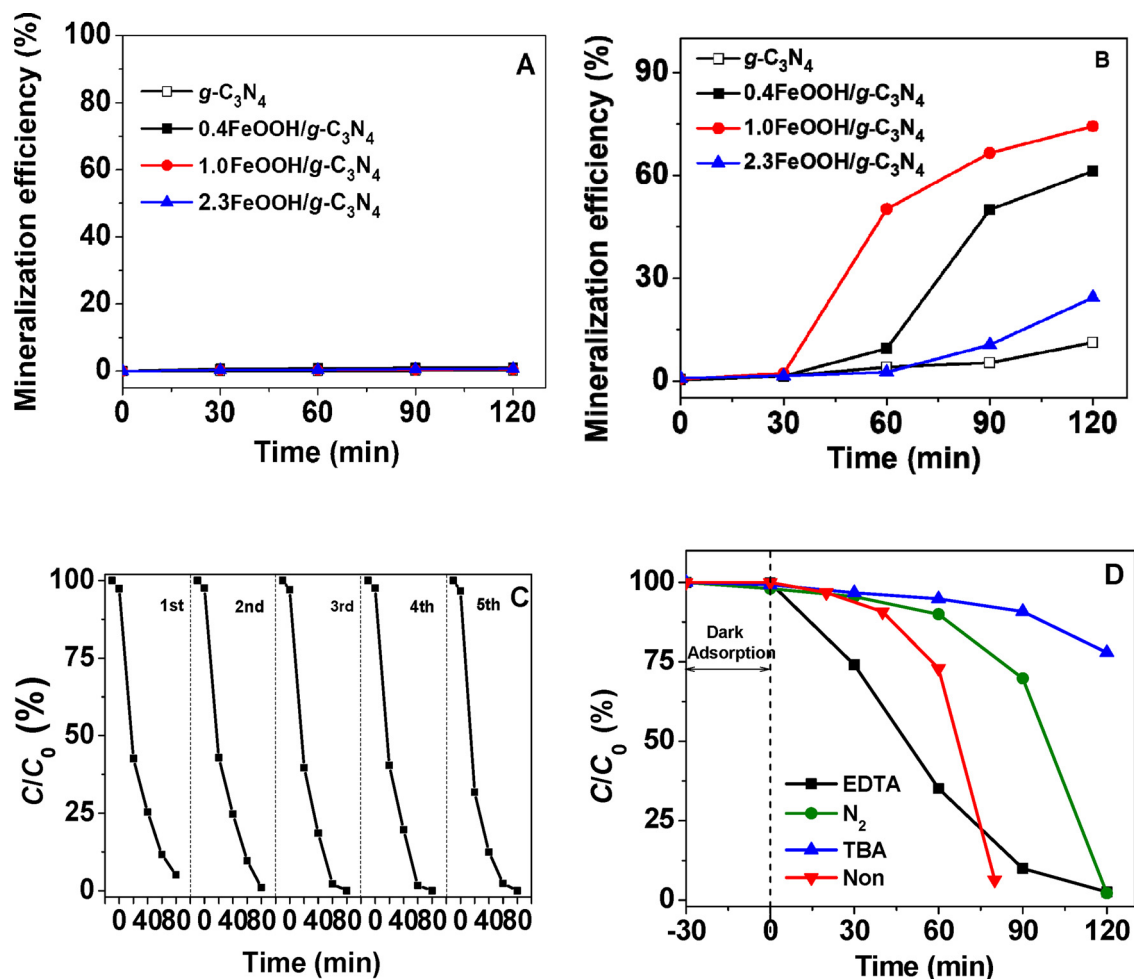 A
Mineralization efficiency (%)
100
80
60
40
20
0
g-C₃N₄
0.4FeOOH/g-C₃N₄
1.0FeOOH/g-C₃N₄
2.3FeOOH/g-C₃N₄
0 30 60 90 120
Time (min)
B
Mineralization efficiency (%)
90
60
30
0
g-C₃N₄
0.4FeOOH/g-C₃N₄
1.0FeOOH/g-C₃N₄
2.3FeOOH/g-C₃N₄
0 30 60 90 120
Time (min)
C
C/C₀ (%)
100
75
50
25
0
1st 2nd 3rd 4th 5th
0 4080 0 4080 0 4080 0 4080 0 4080
Time (min)
D
C/C₀ (%)
100
75
50
25
0
Dark
Adsorption
EDTA
N₂
TBA
Non
-30 0 30 60 90 120
Time (min)